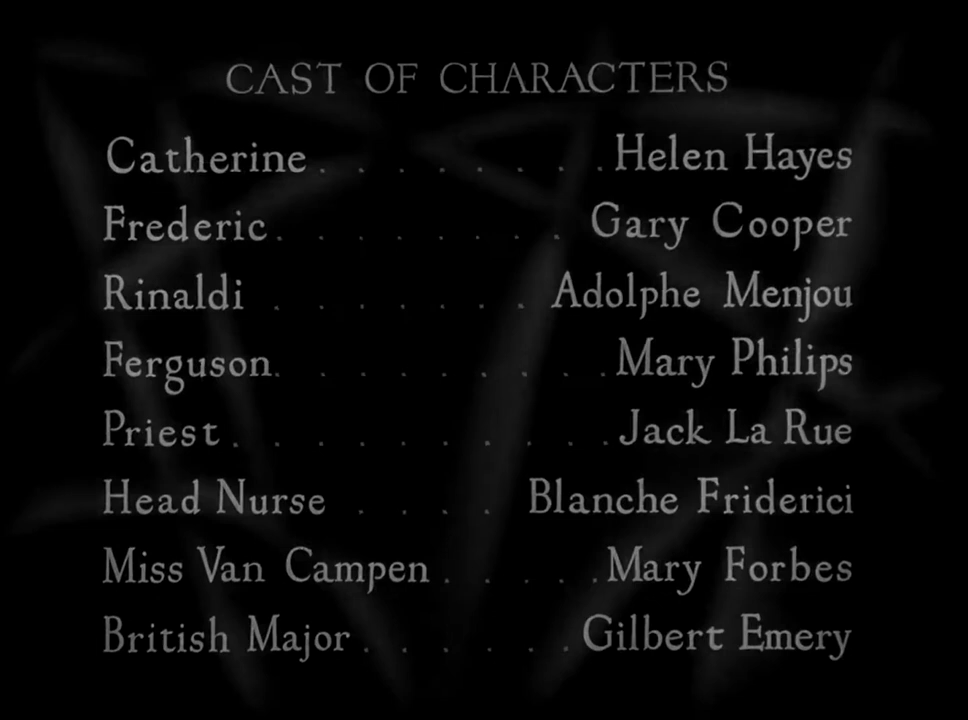 CAST OF CHARACTERS
Catherine . . . . . . . . Helen Hayes
Frederic . . . . . . . . Gary Cooper
Rinaldi . . . . . . . Adolphe Menjou
Ferguson . . . . . . . . . Mary Philips
Priest . . . . . . . . . . Jack La Rue
Head Nurse . . . . Blanche Friderici
Miss Van Campen . . . . . Mary Forbes
British Major . . . . . . Gilbert Emery